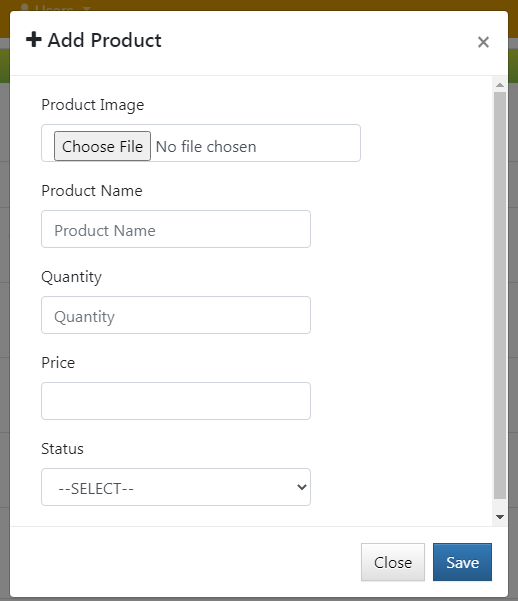 Users
Add Product
×
Product Image
Choose File No file chosen
Product Name
Product Name
Quantity
Quantity
Price
Status
--SELECT--
Close Save